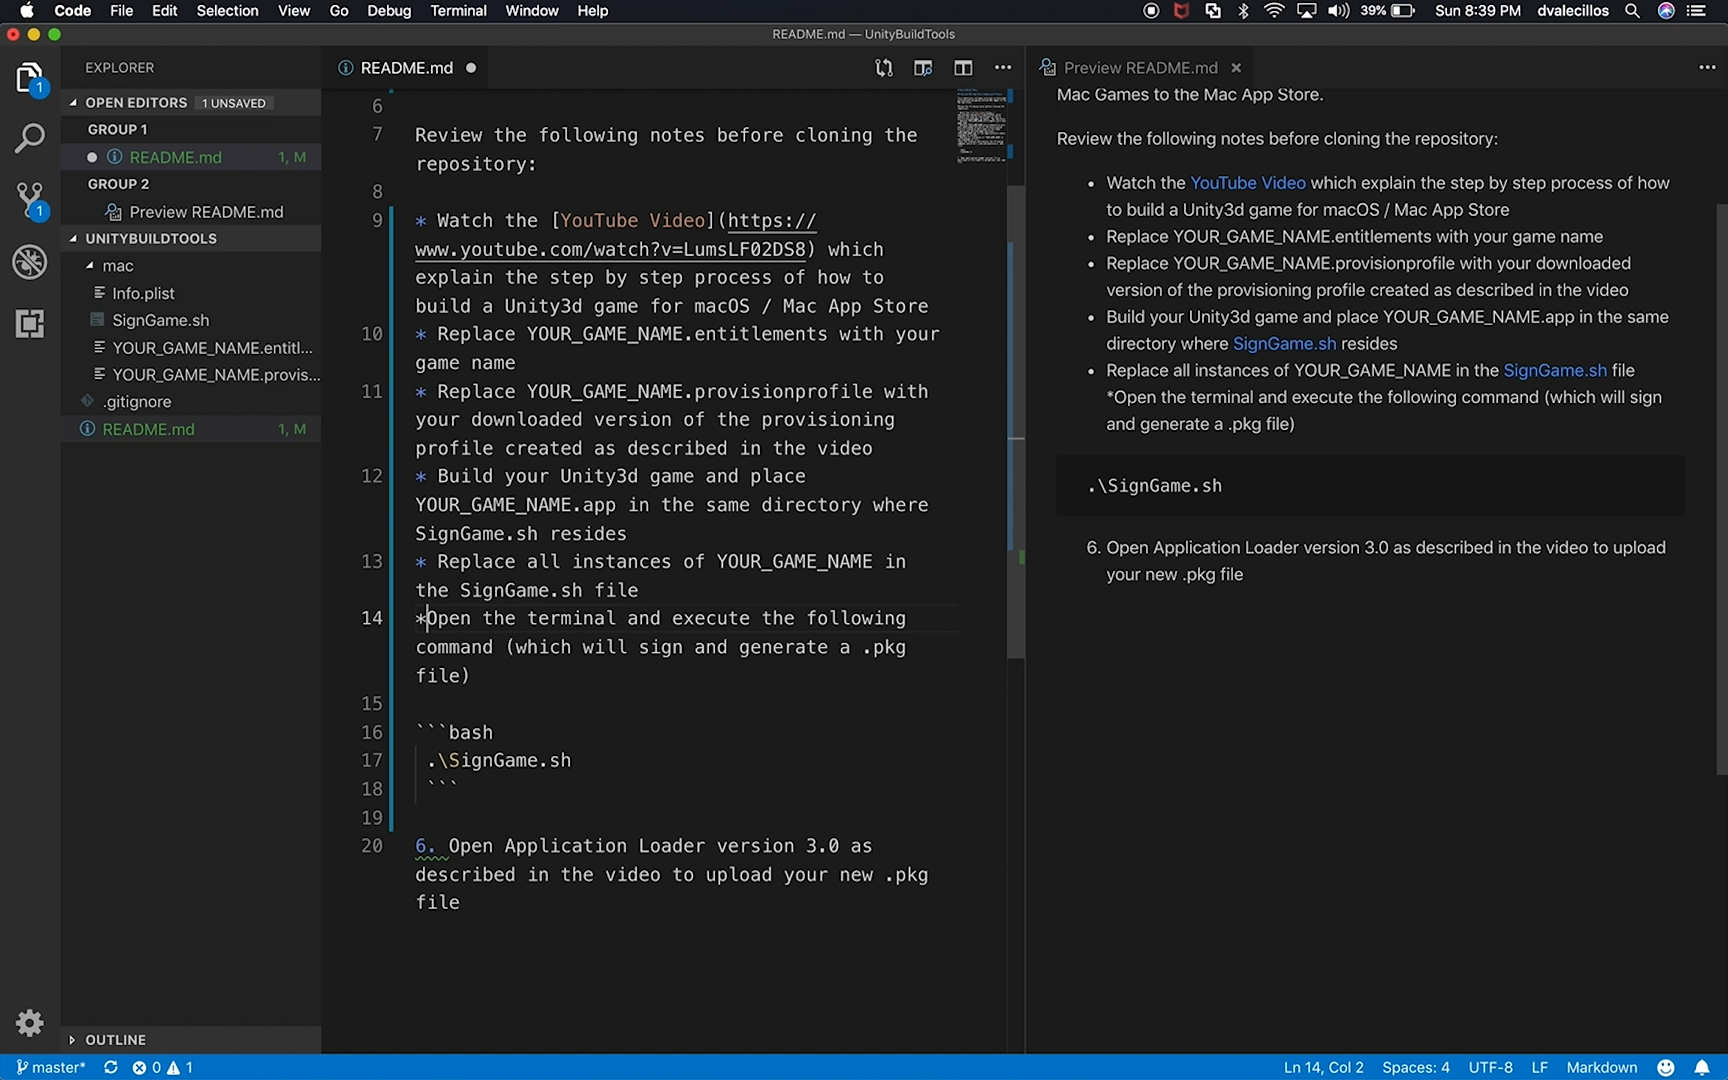 Code File Edit Selection View Go Debug Terminal Window Help 39% Sun 8:39 PM dvalecillos
README.md — UnityBuildTools
EXPLORER
OPEN EDITORS 1 UNSAVED
GROUP 1
README.md 1, M
GROUP 2
Preview README.md
UNITYBUILDTOOLS
mac
Info.plist
SignGame.sh
YOUR_GAME_NAME.entitl...
YOUR_GAME_NAME.provis...
.gitignore
README.md 1, M
OUTLINE
1
1
README.md
6
7 Review the following notes before cloning the
repository:
8
9 * Watch the [YouTube Video](https://
www.youtube.com/watch?v=LumsLF02DS8) which
explain the step by step process of how to
build a Unity3d game for macOS / Mac App Store
10 * Replace YOUR_GAME_NAME.entitlements with your
game name
11 * Replace YOUR_GAME_NAME.provisionprofile with
your downloaded version of the provisioning
profile created as described in the video
12 * Build your Unity3d game and place
YOUR_GAME_NAME.app in the same directory where
SignGame.sh resides
13 * Replace all instances of YOUR_GAME_NAME in
the SignGame.sh file
14 *Open the terminal and execute the following
command (which will sign and generate a .pkg
file)
15
16 ```bash
17 .\SignGame.sh
18 ```
19
20 6. Open Application Loader version 3.0 as
described in the video to upload your new .pkg
file
Preview README.md
Mac Games to the Mac App Store.
Review the following notes before cloning the repository:
• Watch the YouTube Video which explain the step by step process of how
to build a Unity3d game for macOS / Mac App Store
• Replace YOUR_GAME_NAME.entitlements with your game name
• Replace YOUR_GAME_NAME.provisionprofile with your downloaded
version of the provisioning profile created as described in the video
• Build your Unity3d game and place YOUR_GAME_NAME.app in the same
directory where SignGame.sh resides
• Replace all instances of YOUR_GAME_NAME in the SignGame.sh file
*Open the terminal and execute the following command (which will sign
and generate a .pkg file)
.\SignGame.sh
6. Open Application Loader version 3.0 as described in the video to upload
your new .pkg file
master* 0 1 Ln 14, Col 2 Spaces: 4 UTF-8 LF Markdown